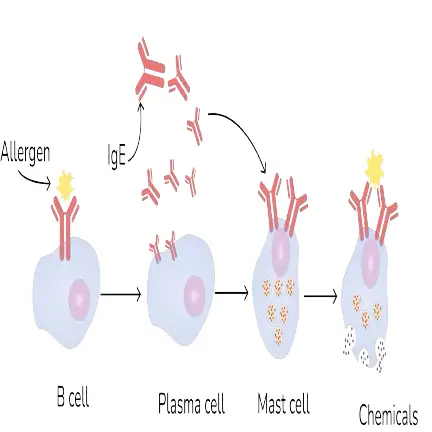 Allergen
IgE
B cell
Plasma cell
Mast cell
Chemicals